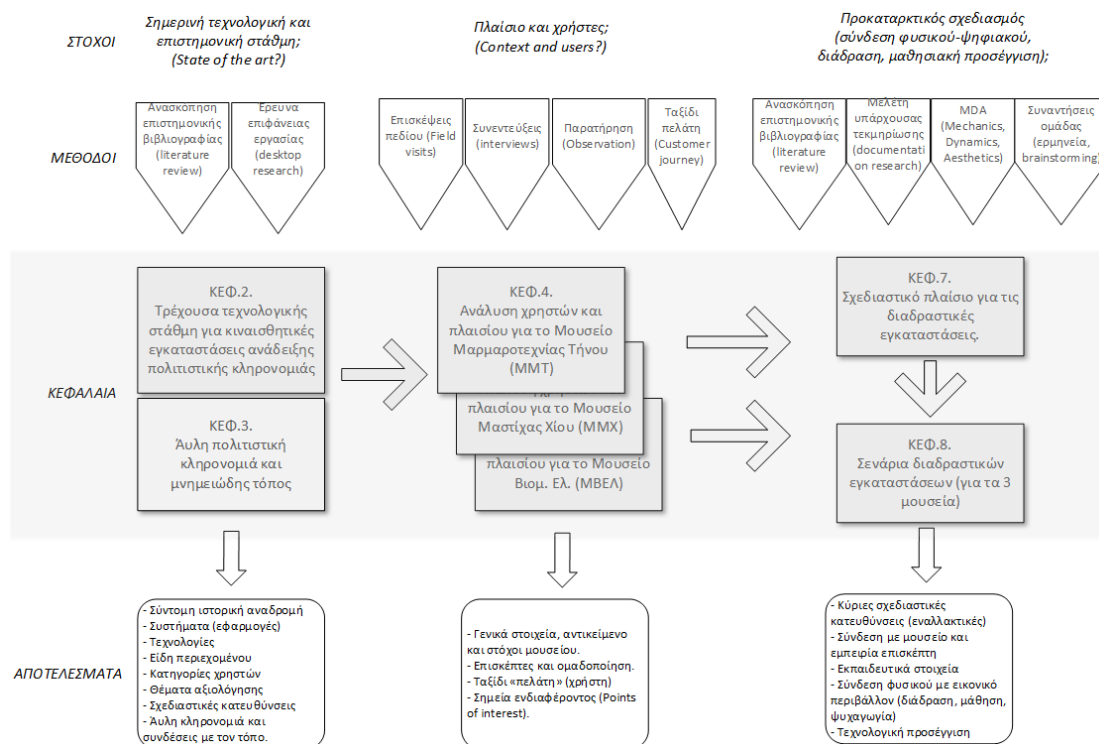 ΣΤΟΧΟΙ
Σημερινή τεχνολογική και
επιστημονική στάθμη;
(State of the art?)
Πλαίσιο και χρήστες;
(Context and users?)
Προκαταρκτικός σχεδιασμός
(σύνδεση φυσικού-ψηφιακού,
διάδραση, μαθησιακή προσέγγιση);
ΜΕΘΟΔΟΙ
Ανασκόπηση
επιστημονικής
βιβλιογραφίας
(literature
review)
Έρευνα
επιφάνειας
εργασίας
(desktop
research)
Επισκέψεις
πεδίου (Field
visits)
Συνεντεύξεις
(interviews)
Παρατήρηση
(Observation)
Ταξίδι
πελάτη
(Customer
journey)
Ανασκόπηση
επιστημονικής
βιβλιογραφίας
(literature
review)
Μελέτη
υπάρχουσας
τεκμηρίωσης
(documentati
on research)
MDA
(Mechanics,
Dynamics,
Aesthetics)
Συναντήσεις
ομάδας
(ερμηνεία,
brainstorming)
ΚΕΦΑΛΑΙΑ
ΚΕΦ.2.
Τρέχουσα τεχνολογικής
στάθμη για κιναισθητικές
εγκαταστάσεις ανάδειξης
πολιτιστικής κληρονομιάς
ΚΕΦ.3.
Άυλη πολιτιστική
κληρονομιά και
μνημειώδης τόπος
ΚΕΦ.4.
Ανάλυση χρηστών και
πλαισίου για το Μουσείο
Μαρμαροτεχνίας Τήνου
(ΜΜΤ)
πλαισίου για το Μουσείο
Μαστίχας Χίου (ΜΜΧ)
πλαισίου για το Μουσείο
Βιομ. Ελ. (ΜΒΕΛ)
ΚΕΦ.7.
Σχεδιαστικό πλαίσιο για τις
διαδραστικές
εγκαταστάσεις.
ΚΕΦ.8.
Σενάρια διαδραστικών
εγκαταστάσεων (για τα 3
μουσεία)
ΑΠΟΤΕΛΕΣΜΑΤΑ
- Σύντομη ιστορική αναδρομή
- Συστήματα (εφαρμογές)
- Τεχνολογίες
- Είδη περιεχομένου
- Κατηγορίες χρηστών
- Θέματα αξιολόγησης
- Σχεδιαστικές κατευθύνσεις
- Άυλη κληρονομιά και
συνδέσεις με τον τόπο.
- Γενικά στοιχεία, αντικείμενο
και στόχοι μουσείου.
- Επισκέπτες και ομαδοποίηση.
- Ταξίδι «πελάτη» (χρήστη)
- Σημεία ενδιαφέροντος (Points
of interest).
- Κύριες σχεδιαστικές
κατευθύνσεις (εναλλακτικές)
- Σύνδεση με μουσείο και
εμπειρία επισκέπτη
- Εκπαιδευτικά στοιχεία
- Σύνδεση φυσικού με εικονικό
περιβάλλον (διάδραση, μάθηση,
ψυχαγωγία)
- Τεχνολογική προσέγγιση